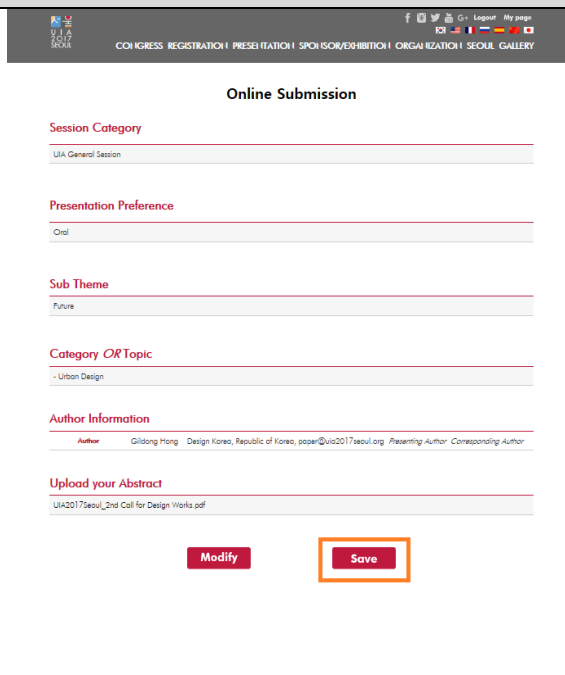 f G+ Logout My page
UIA
2017
SEOUL
CONGRESS REGISTRATION PRESENTATION SPONSOR/EXHIBITION ORGANIZATION SEOUL GALLERY
Online Submission
Session Category
UIA General Session
Presentation Preference
Oral
Sub Theme
Future
Category OR Topic
- Urban Design
Author Information
Author Gildong Hong Design Korea, Republic of Korea, paper@uia2017seoul.org Presenting Author Corresponding Author
Upload your Abstract
UIA2017Seoul_2nd Call for Design Works.pdf
Modify Save